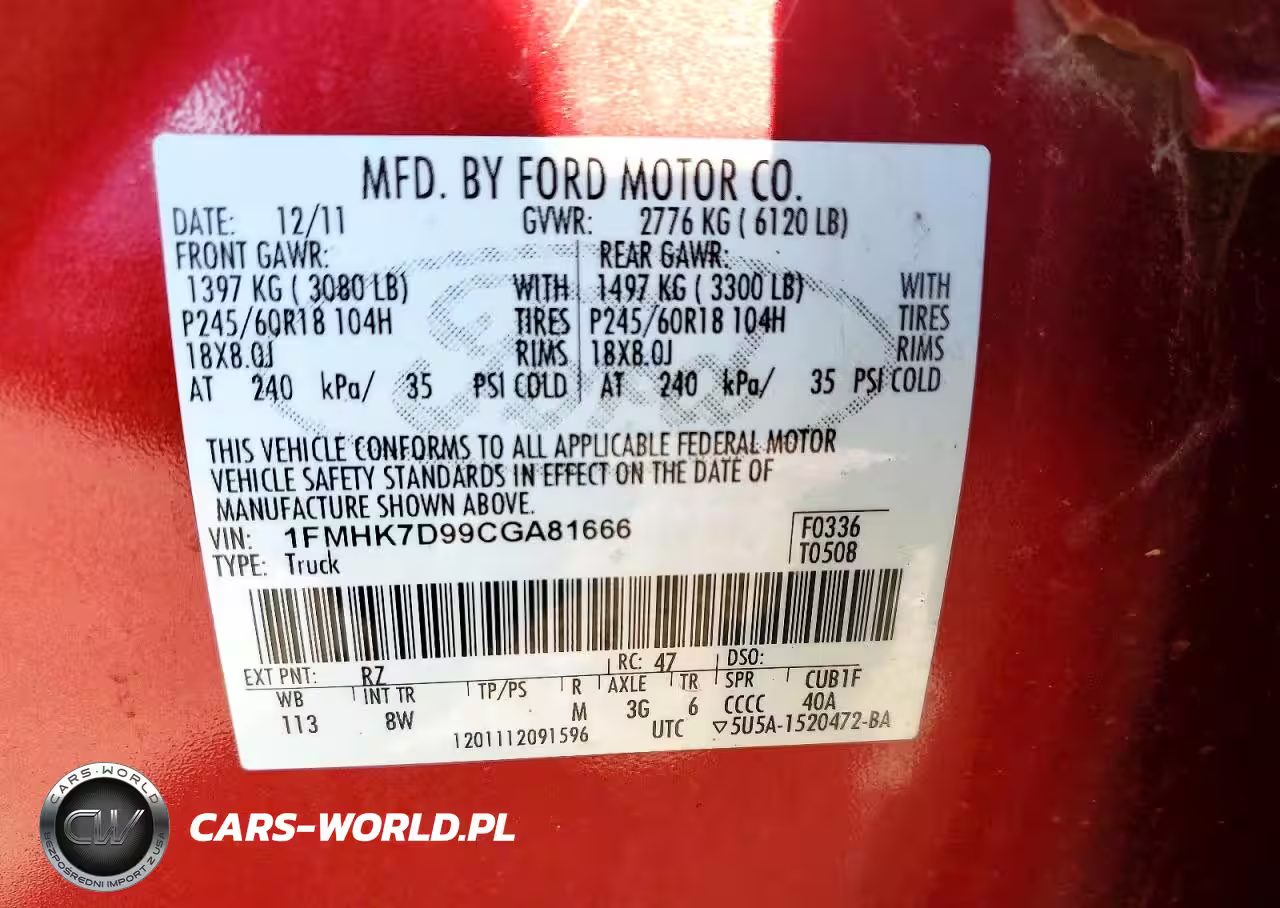 MFD. BY FORD MOTOR CO.
DATE: 12/11 GVWR: 2776 KG ( 6120 LB)
FRONT GAWR: REAR GAWR:
1397 KG ( 3080 LB) WITH 1497 KG ( 3300 LB) WITH
P245/60R18 104H TIRES P245/60R18 104H TIRES
18X8.0J RIMS 18X8.0J RIMS
AT 240 kPa/ 35 PSI COLD AT 240 kPa/ 35 PSI COLD
Ford
THIS VEHICLE CONFORMS TO ALL APPLICABLE FEDERAL MOTOR
VEHICLE SAFETY STANDARDS IN EFFECT ON THE DATE OF
MANUFACTURE SHOWN ABOVE.
VIN: 1FMHK7D99CGA81666 F0336
TYPE: Truck T0508
EXT PNT: RZ RC: 47 DSO:
WB INT TR TP/PS R AXLE TR SPR CUB1F
113 8W M 3G 6 CCCC 40A
1201112091596 UTC ▽5U5A-1520472-BA
CARS-WORLD
CW
BEZPOŚREDNI IMPORT Z USA
CARS-WORLD.PL